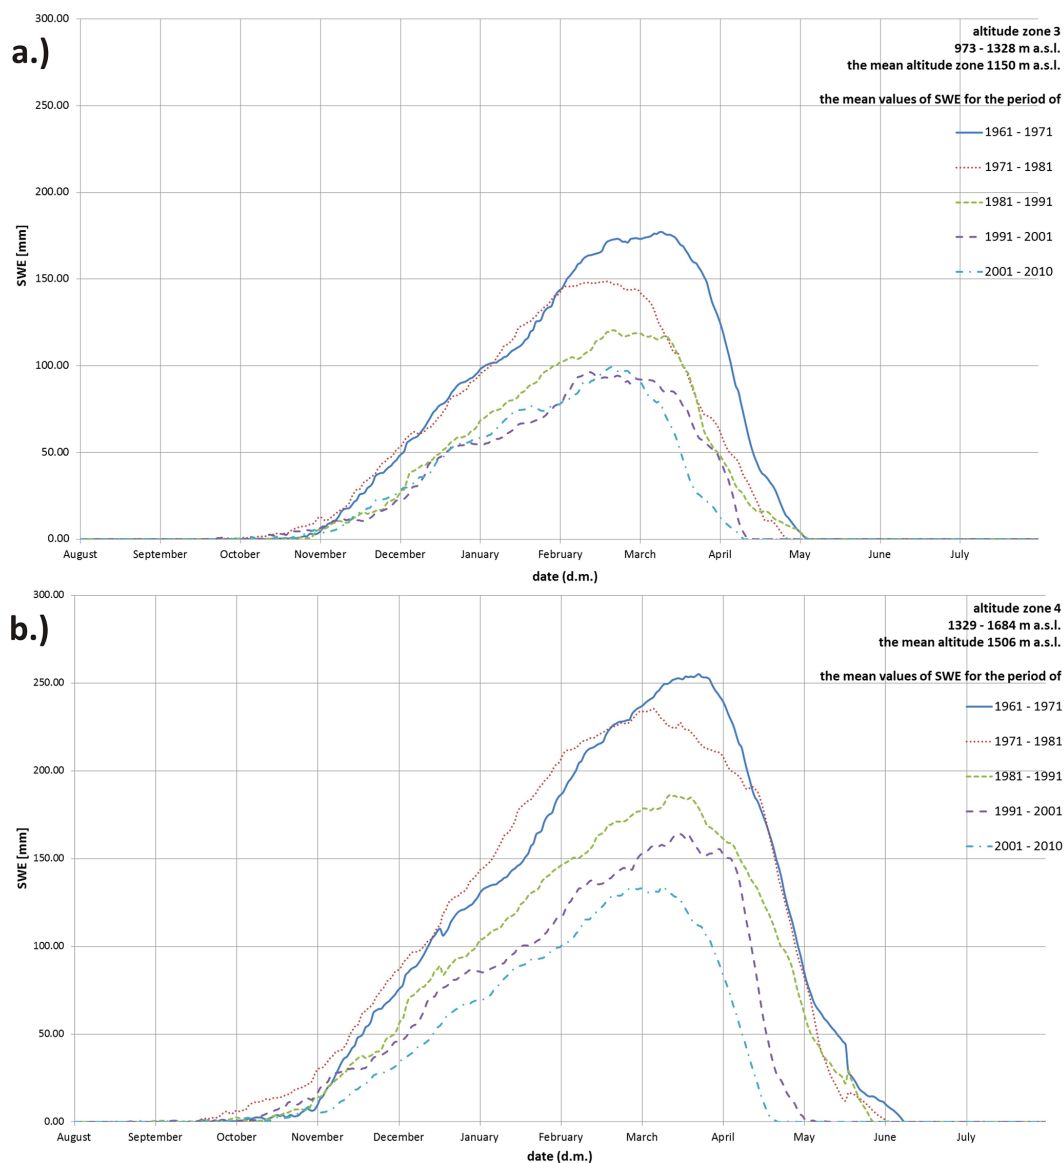 a.)
altitude zone 3
973 - 1328 m a.s.l.
the mean altitude zone 1150 m a.s.l.
the mean values of SWE for the period of
1961 - 1971
1971 - 1981
1981 - 1991
1991 - 2001
2001 - 2010
SWE [mm]
300.00
250.00
200.00
150.00
100.00
50.00
0.00
August September October November December January February March April May June July
date (d.m.)
b.)
altitude zone 4
1329 - 1684 m a.s.l.
the mean altitude 1506 m a.s.l.
the mean values of SWE for the period of
1961 - 1971
1971 - 1981
1981 - 1991
1991 - 2001
2001 - 2010
SWE [mm]
300.00
250.00
200.00
150.00
100.00
50.00
0.00
August September October November December January February March April May June July
date (d.m.)